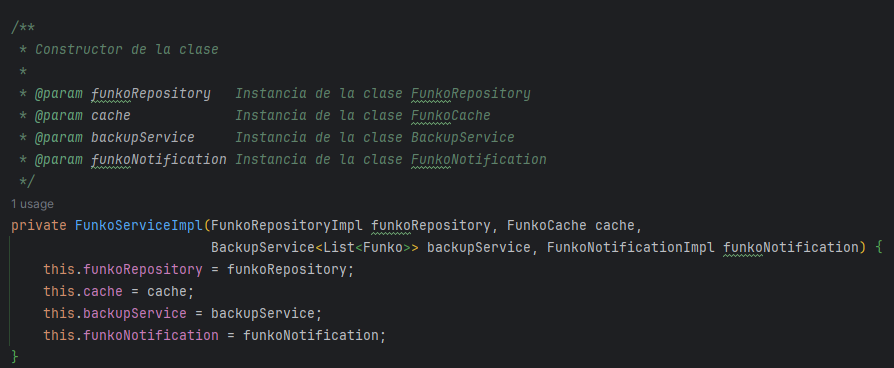 /**
 * Constructor de la clase
 *
 * @param funkoRepository   Instancia de la clase FunkoRepository
 * @param cache             Instancia de la clase FunkoCache
 * @param backupService     Instancia de la clase BackupService
 * @param funkoNotification Instancia de la clase FunkoNotification
 */
1 usage
private FunkoServiceImpl(FunkoRepositoryImpl funkoRepository, FunkoCache cache,
                         BackupService<List<Funko>> backupService, FunkoNotificationImpl funkoNotification) {
    this.funkoRepository = funkoRepository;
    this.cache = cache;
    this.backupService = backupService;
    this.funkoNotification = funkoNotification;
}